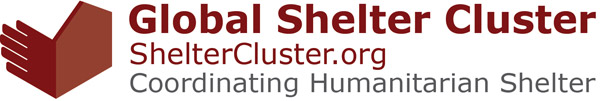 Global Shelter Cluster
ShelterCluster.org
Coordinating Humanitarian Shelter